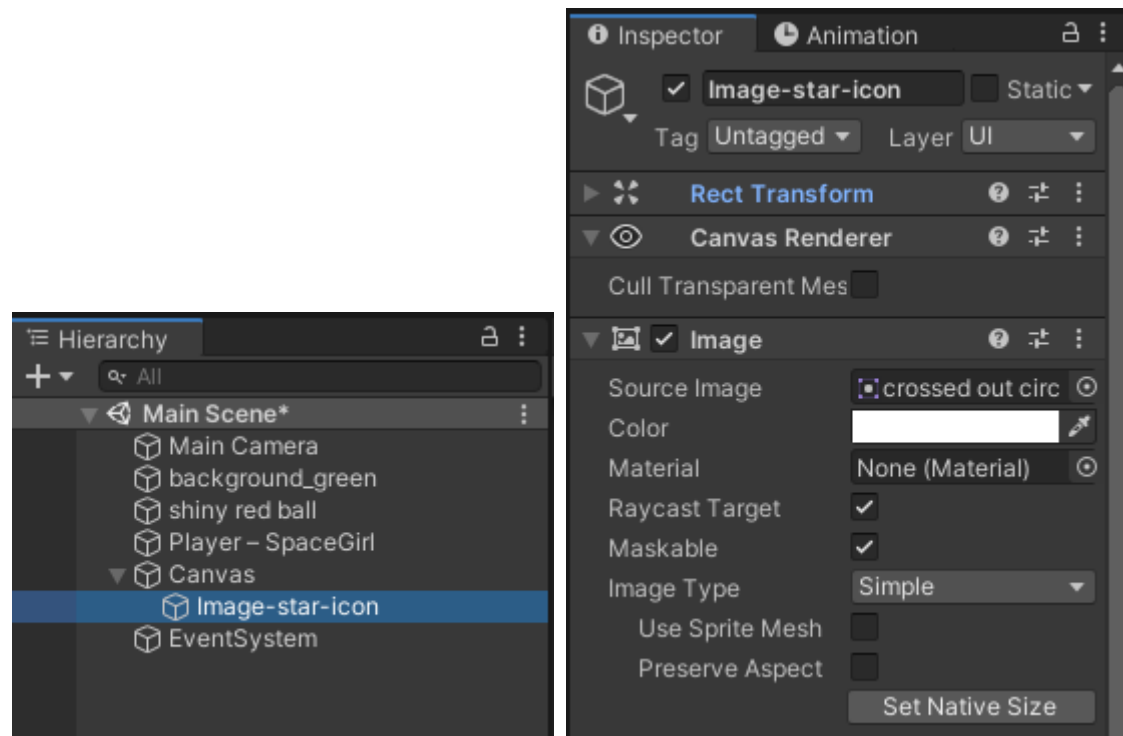 Hierarchy
All
Main Scene*
Main Camera
background_green
shiny red ball
Player – SpaceGirl
Canvas
Image-star-icon
EventSystem
Inspector
Animation
Image-star-icon
Static
Tag Untagged Layer UI
Rect Transform
Canvas Renderer
Cull Transparent Mes
Image
Source Image crossed out circ
Color
Material None (Material)
Raycast Target
Maskable
Image Type Simple
Use Sprite Mesh
Preserve Aspect
Set Native Size